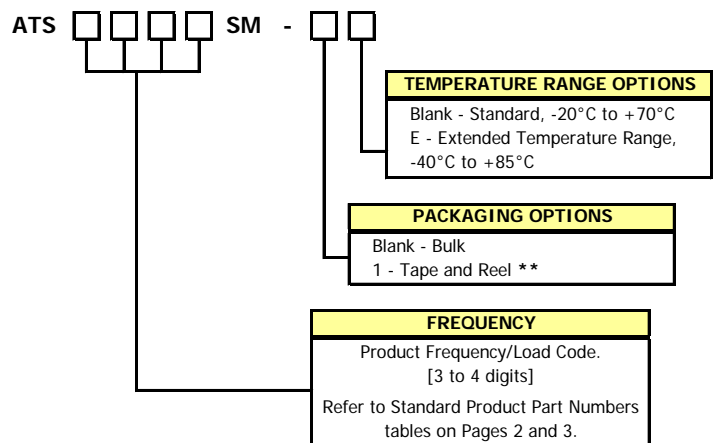 ATS SM -
TEMPERATURE RANGE OPTIONS
Blank - Standard, -20°C to +70°C
E - Extended Temperature Range,
-40°C to +85°C
PACKAGING OPTIONS
Blank - Bulk
1 - Tape and Reel **
FREQUENCY
Product Frequency/Load Code.
[3 to 4 digits]
Refer to Standard Product Part Numbers
tables on Pages 2 and 3.